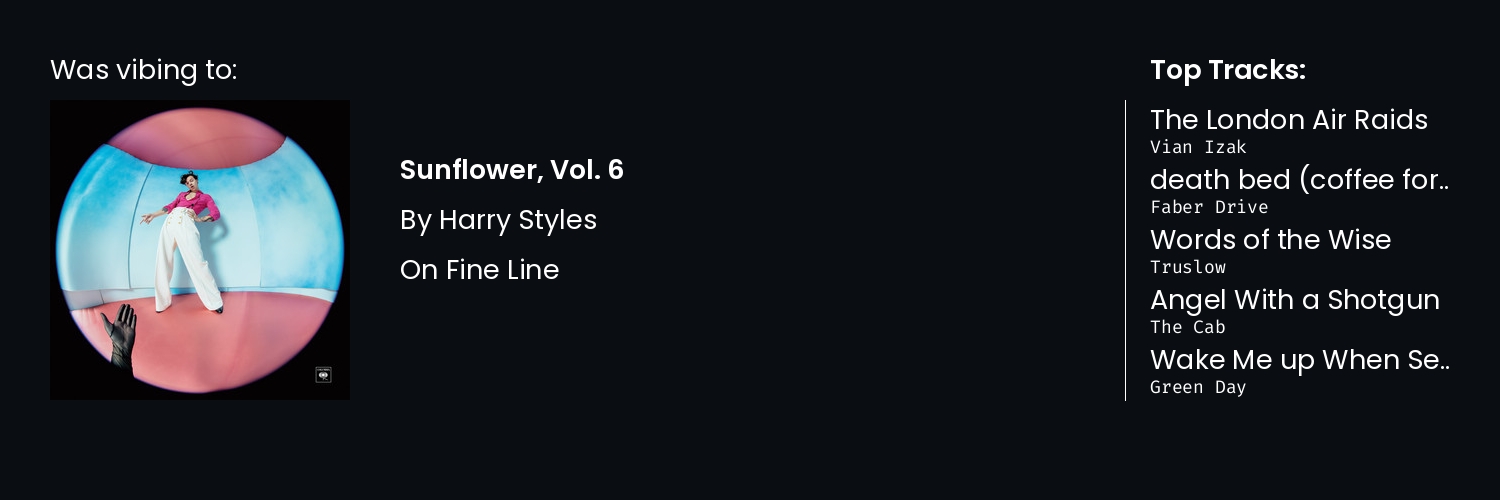 Was vibing to:
Sunflower, Vol. 6
By Harry Styles
On Fine Line
Top Tracks:
The London Air Raids
Vian Izak
death bed (coffee for..
Faber Drive
Words of the Wise
Truslow
Angel With a Shotgun
The Cab
Wake Me up When Se..
Green Day